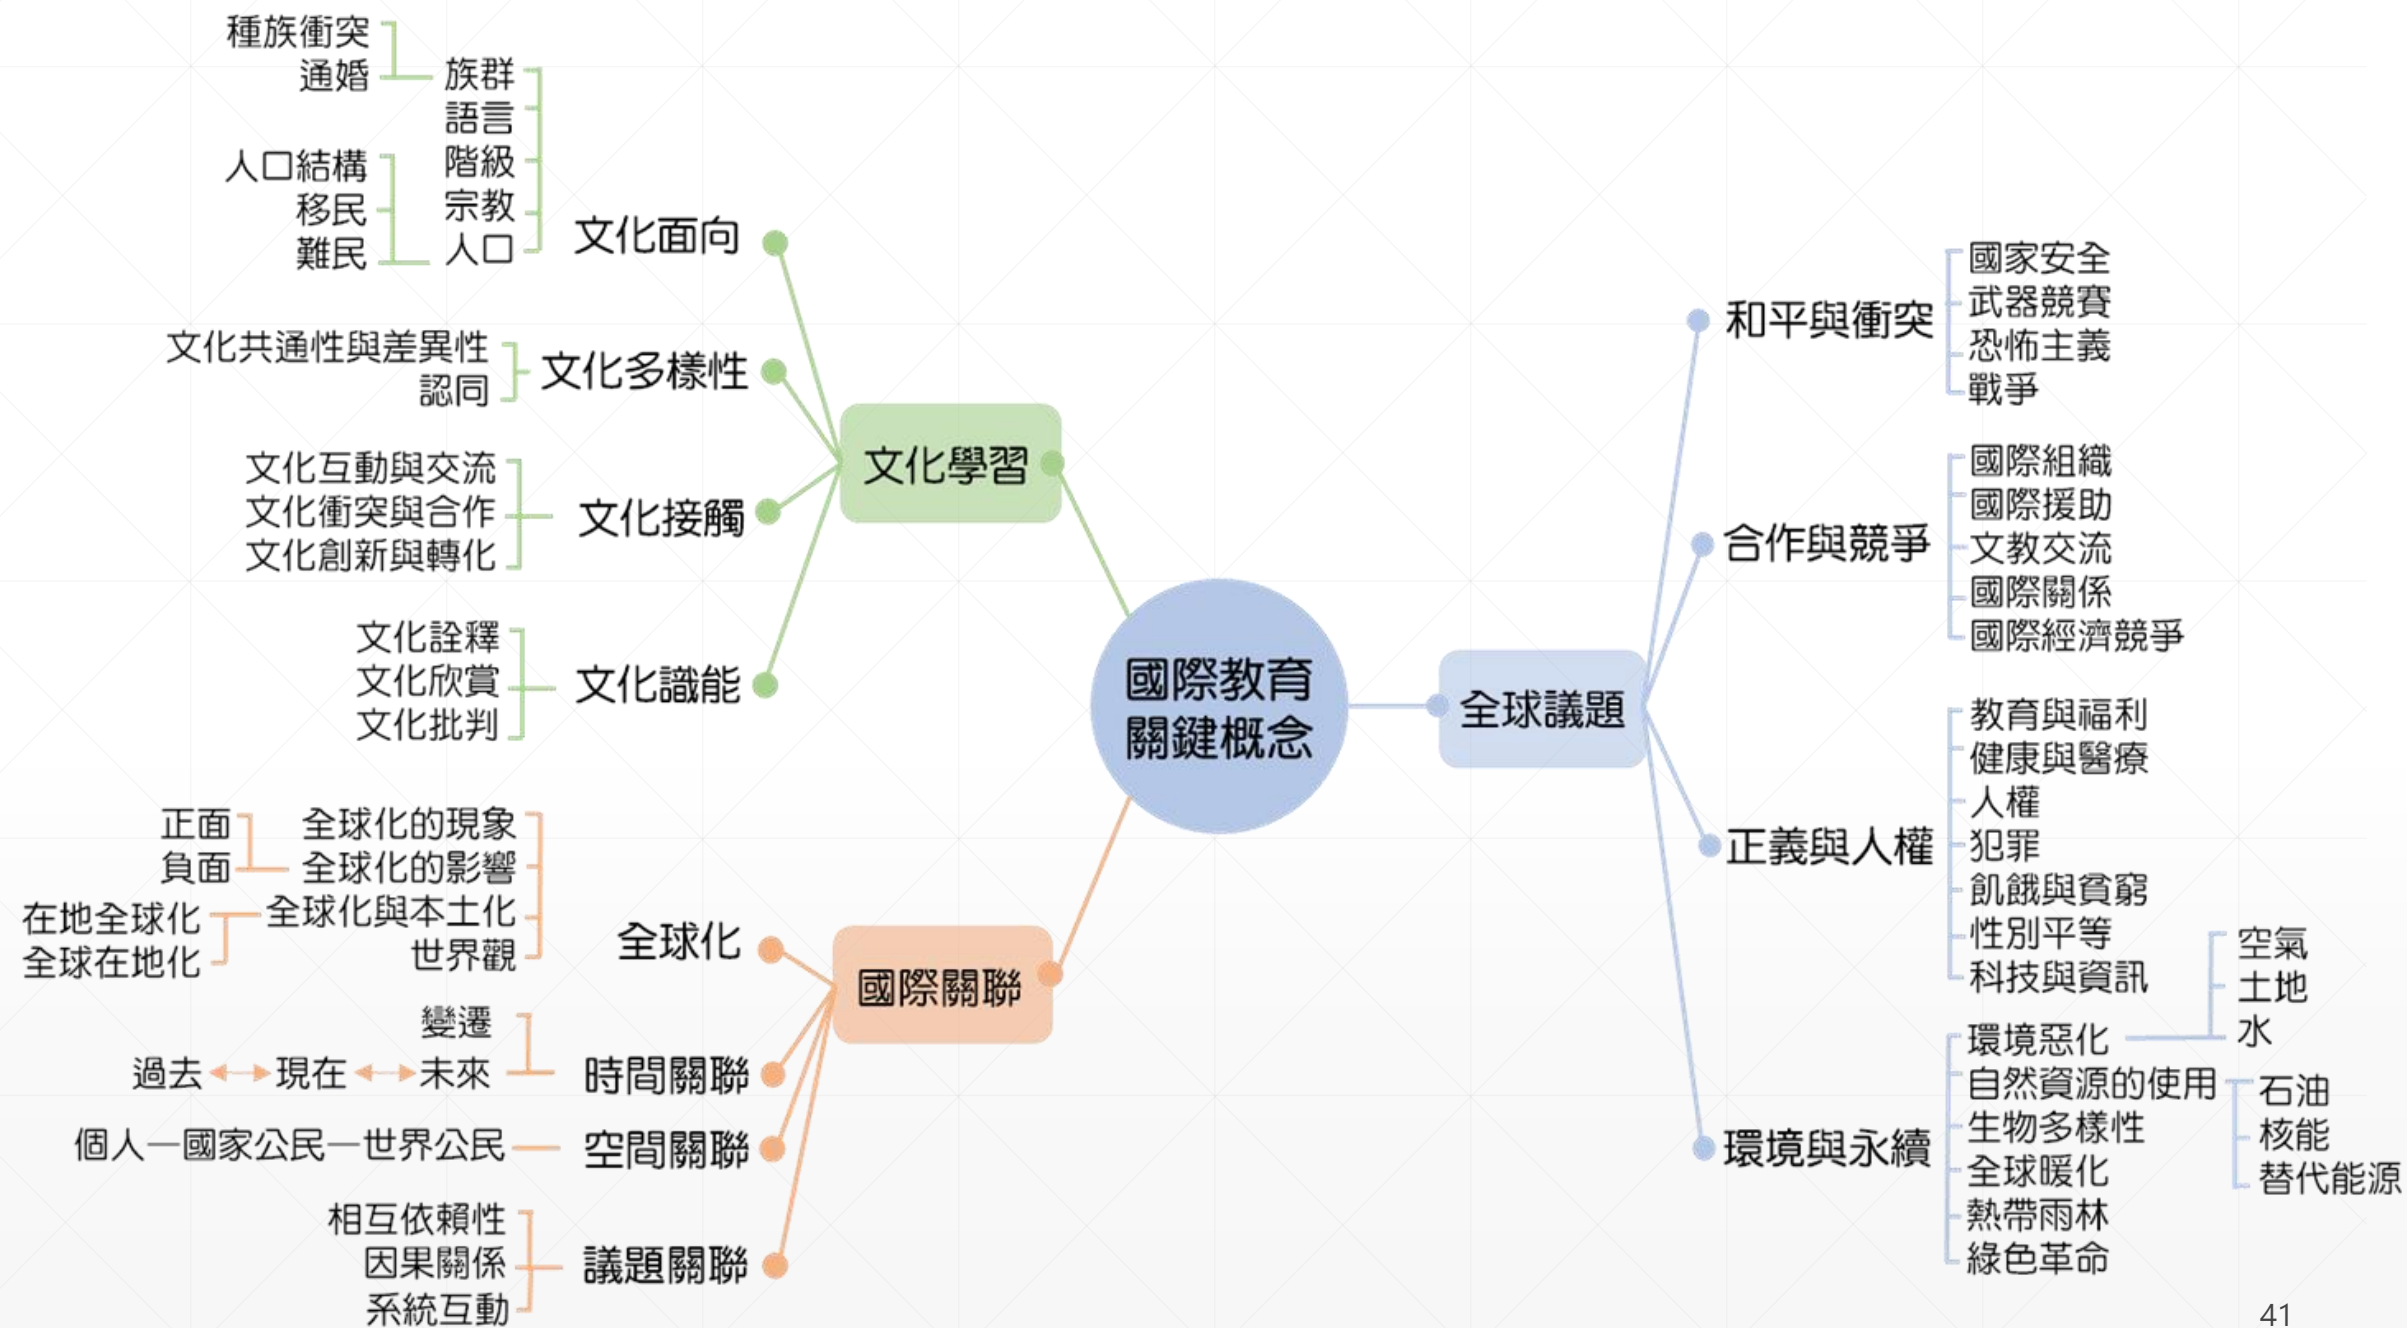 國際教育
關鍵概念
文化學習
文化面向
族群
種族衝突
通婚
語言
階級
宗教
人口
人口結構
移民
難民
文化多樣性
文化共通性與差異性
認同
文化接觸
文化互動與交流
文化衝突與合作
文化創新與轉化
文化識能
文化詮釋
文化欣賞
文化批判
國際關聯
全球化
全球化的現象
全球化的影響
正面
負面
全球化與本土化
在地全球化
全球在地化
世界觀
時間關聯
變遷
過去 現在 未來
空間關聯
個人—國家公民—世界公民
議題關聯
相互依賴性
因果關係
系統互動
全球議題
和平與衝突
國家安全
武器競賽
恐怖主義
戰爭
合作與競爭
國際組織
國際援助
文教交流
國際關係
國際經濟競爭
正義與人權
教育與福利
健康與醫療
人權
犯罪
飢餓與貧窮
性別平等
科技與資訊
環境與永續
環境惡化
空氣
土地
水
自然資源的使用
石油
核能
替代能源
生物多樣性
全球暖化
熱帶雨林
綠色革命
41